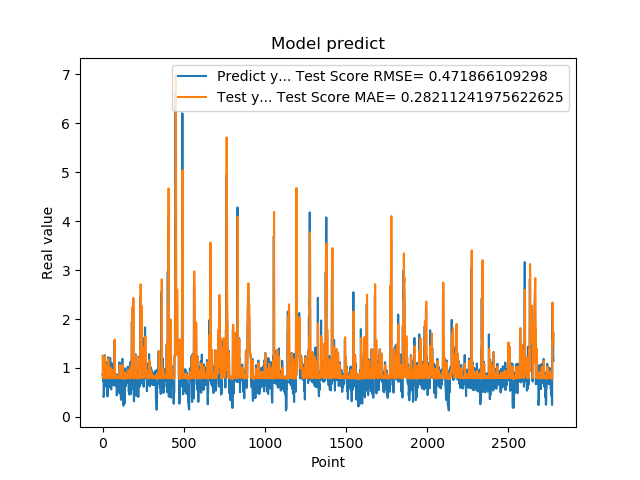 Model predict
Predict y... Test Score RMSE= 0.471866109298
Test y... Test Score MAE= 0.28211241975622625
7
6
5
4
3
2
1
0
Real value
0 500 1000 1500 2000 2500
Point